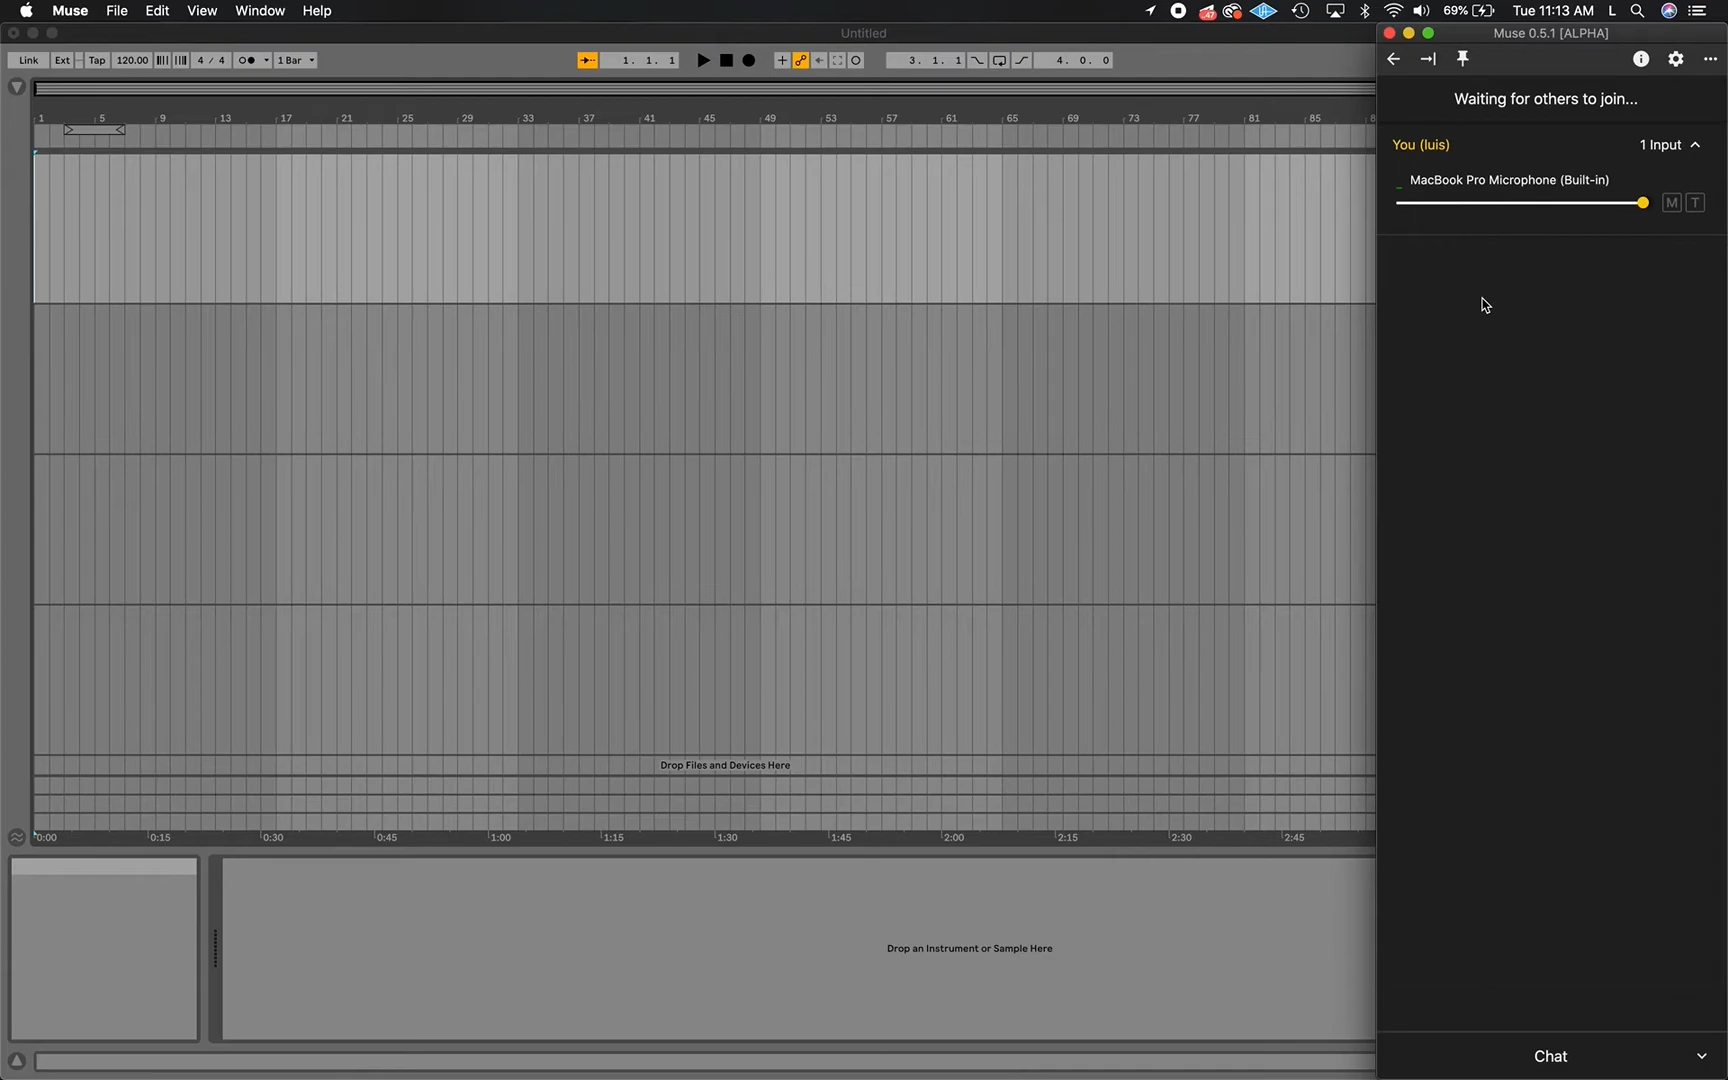 Muse File Edit View Window Help 69% Tue 11:13 AM L
Untitled
Muse 0.5.1 [ALPHA]
Link Ext Tap 120.00 4 / 4 1 Bar 1. 1. 1 3. 1. 1 4. 0. 0
Waiting for others to join...
1 5 9 13 17 21 25 29 33 37 41 45 49 53 57 61 65 69 73 77 81 85
You (luis) 1 Input
MacBook Pro Microphone (Built-in)
M T
Drop Files and Devices Here
0:00 0:15 0:30 0:45 1:00 1:15 1:30 1:45 2:00 2:15 2:30 2:45
Drop an Instrument or Sample Here
Chat